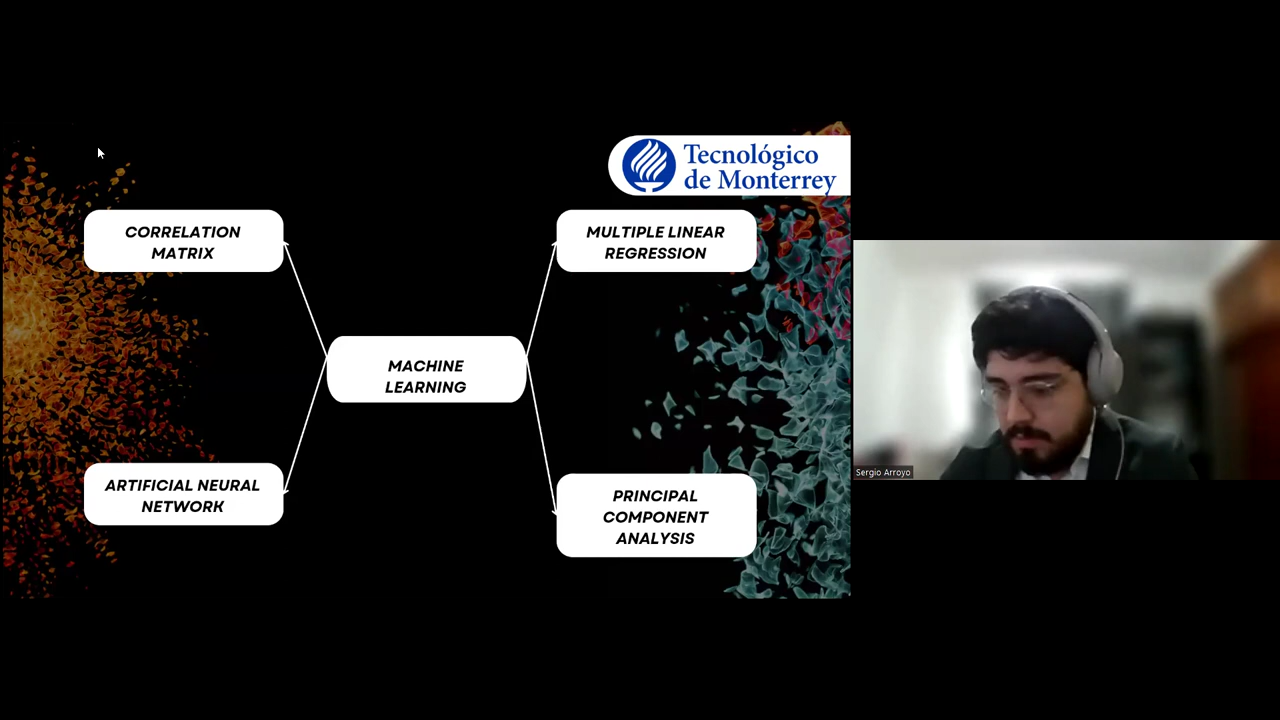 Tecnológico
de Monterrey
CORRELATION
MATRIX
MULTIPLE LINEAR
REGRESSION
MACHINE
LEARNING
ARTIFICIAL NEURAL
NETWORK
PRINCIPAL
COMPONENT
ANALYSIS
Sergio Arroyo